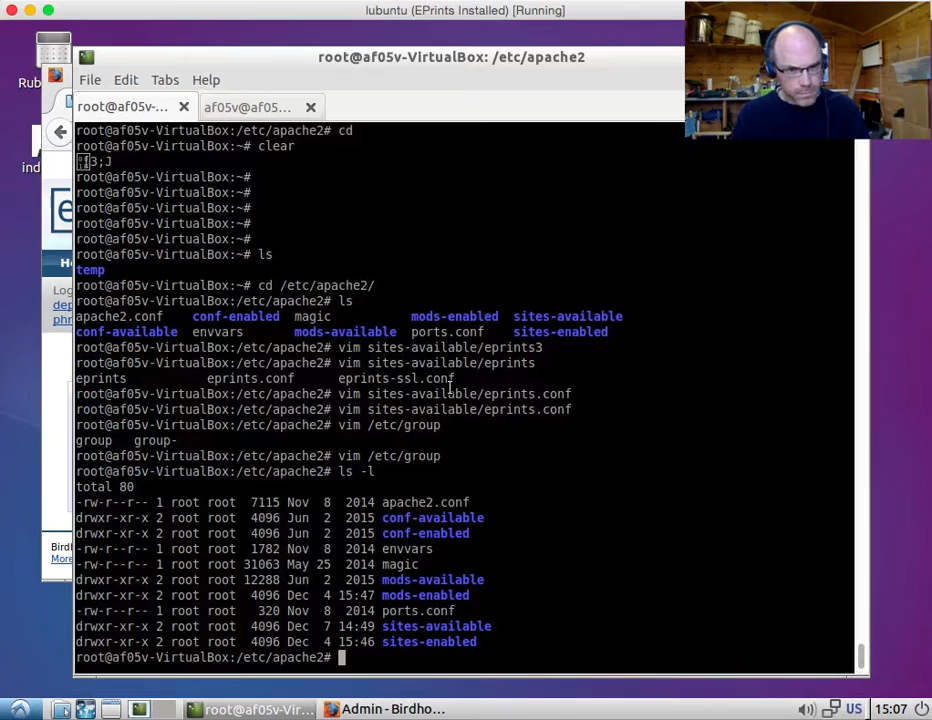 lubuntu (EPrints Installed) [Running]
root@af05v-VirtualBox: /etc/apache2
Rub
File Edit Tabs Help
root@af05v-... af05v@af05...
root@af05v-VirtualBox:/etc/apache2# cd
root@af05v-VirtualBox:~# clear
3;J
root@af05v-VirtualBox:~#
root@af05v-VirtualBox:~#
root@af05v-VirtualBox:~#
root@af05v-VirtualBox:~#
root@af05v-VirtualBox:~#
root@af05v-VirtualBox:~# ls
temp
root@af05v-VirtualBox:~# cd /etc/apache2/
root@af05v-VirtualBox:/etc/apache2# ls
apache2.conf conf-enabled magic mods-enabled sites-available
conf-available envvars mods-available ports.conf sites-enabled
root@af05v-VirtualBox:/etc/apache2# vim sites-available/eprints3
root@af05v-VirtualBox:/etc/apache2# vim sites-available/eprints
eprints eprints.conf eprints-ssl.conf
root@af05v-VirtualBox:/etc/apache2# vim sites-available/eprints.conf
root@af05v-VirtualBox:/etc/apache2# vim sites-available/eprints.conf
root@af05v-VirtualBox:/etc/apache2# vim /etc/group
group group-
root@af05v-VirtualBox:/etc/apache2# vim /etc/group
root@af05v-VirtualBox:/etc/apache2# ls -l
total 80
-rw-r--r-- 1 root root 7115 Nov 8 2014 apache2.conf
drwxr-xr-x 2 root root 4096 Jun 2 2015 conf-available
drwxr-xr-x 2 root root 4096 Jun 2 2015 conf-enabled
-rw-r--r-- 1 root root 1782 Nov 8 2014 envvars
-rw-r--r-- 1 root root 31063 May 25 2014 magic
drwxr-xr-x 2 root root 12288 Jun 2 2015 mods-available
drwxr-xr-x 2 root root 4096 Dec 4 15:47 mods-enabled
-rw-r--r-- 1 root root 320 Nov 8 2014 ports.conf
drwxr-xr-x 2 root root 4096 Dec 7 14:49 sites-available
drwxr-xr-x 2 root root 4096 Dec 4 15:46 sites-enabled
root@af05v-VirtualBox:/etc/apache2#
ind
[e
Ho
Log
dep
phr
Bird
More
root@af05v-Vir... Admin - Birdho... US 15:07